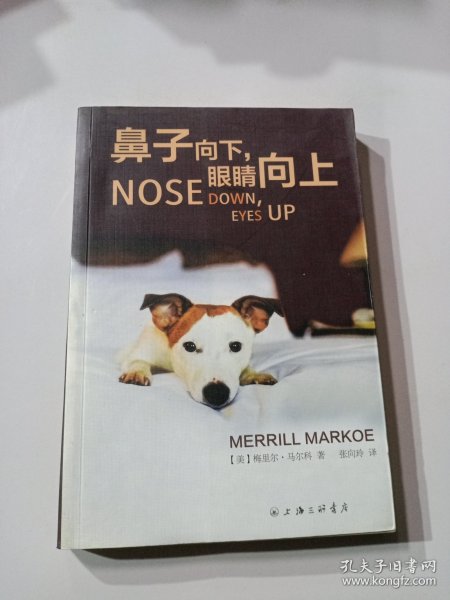 鼻子向下,
眼睛向上
NOSE DOWN,
EYES UP
MERRILL MARKOE
【美】梅里尔·马尔科 著 张向玲 译
上海三联书店
孔夫子旧书网
www.kongfz.com